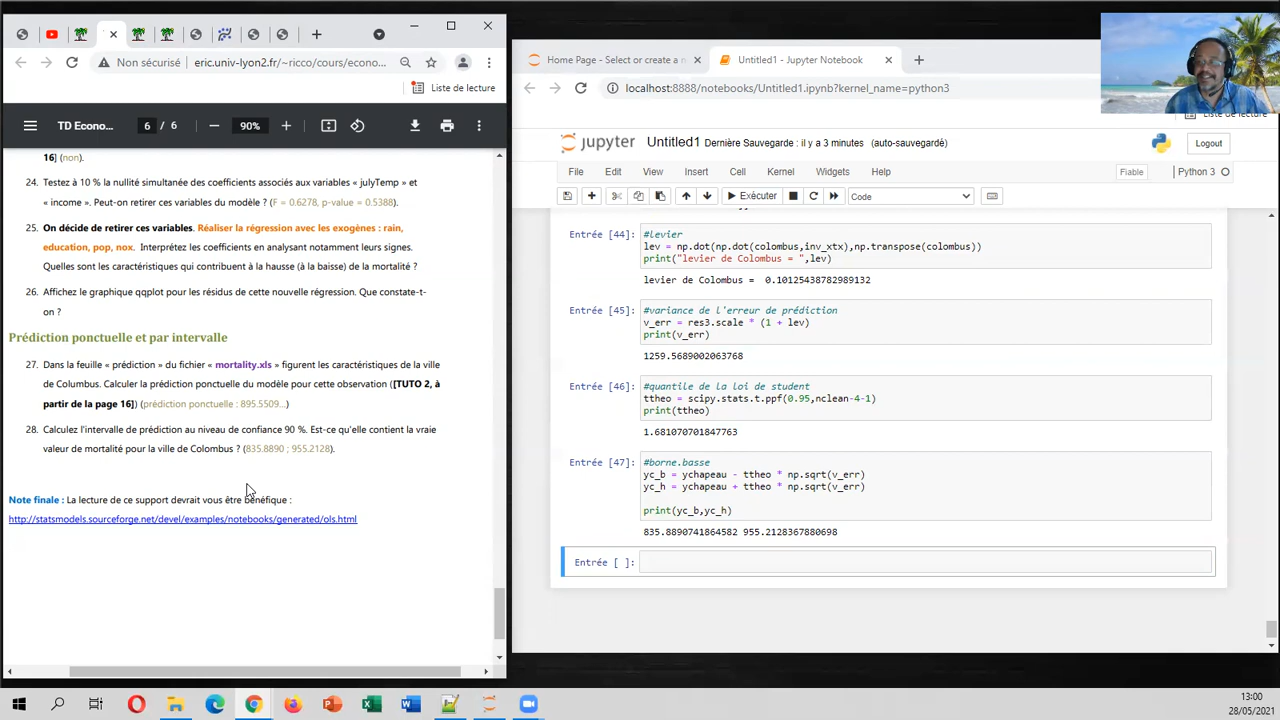 Non sécurisé
eric.univ-lyon2.fr/~ricco/cours/econo...
Liste de lecture
TD Econo...
6 / 6
90%
16] (non).
24. Testez à 10 % la nullité simultanée des coefficients associés aux variables « julyTemp » et
« income ». Peut-on retirer ces variables du modèle ? (F = 0.6278, p-value = 0.5388).
25. On décide de retirer ces variables. Réaliser la régression avec les exogènes : rain,
education, pop, nox. Interprétez les coefficients en analysant notamment leurs signes.
Quelles sont les caractéristiques qui contribuent à la hausse (à la baisse) de la mortalité ?
26. Affichez le graphique qqplot pour les résidus de cette nouvelle régression. Que constate-t-
on ?
Prédiction ponctuelle et par intervalle
27. Dans la feuille « prédiction » du fichier « mortality.xls » figurent les caractéristiques de la ville
de Columbus. Calculer la prédiction ponctuelle du modèle pour cette observation ([TUTO 2, à
partir de la page 16]) (prédiction ponctuelle : 895.5509...)
28. Calculez l'intervalle de prédiction au niveau de confiance 90 %. Est-ce qu'elle contient la vraie
valeur de mortalité pour la ville de Colombus ? (835.8890 ; 955.2128).
Note finale : La lecture de ce support devrait vous être bénéfique :
http://statsmodels.sourceforge.net/devel/examples/notebooks/generated/ols.html
Home Page - Select or create a n
Untitled1 - Jupyter Notebook
localhost:8888/notebooks/Untitled1.ipynb?kernel_name=python3
Liste de lecture
jupyter Untitled1 Dernière Sauvegarde : il y a 3 minutes (auto-sauvegardé)
Logout
File Edit View Insert Cell Kernel Widgets Help
Fiable
Python 3
Exécuter
Code
Entrée [44]: #levier
lev = np.dot(np.dot(colombus,inv_xtx),np.transpose(colombus))
print("levier de Colombus = ",lev)
levier de Colombus =  0.10125438782989132
Entrée [45]: #variance de l'erreur de prédiction
v_err = res3.scale * (1 + lev)
print(v_err)
1259.5689002063768
Entrée [46]: #quantile de la loi de student
ttheo = scipy.stats.t.ppf(0.95,nclean-4-1)
print(ttheo)
1.681070701847763
Entrée [47]: #borne.basse
yc_b = ychapeau - ttheo * np.sqrt(v_err)
yc_h = ychapeau + ttheo * np.sqrt(v_err)
print(yc_b,yc_h)
835.8890741864582 955.2128367880698
Entrée [ ]:
13:00
28/05/2021